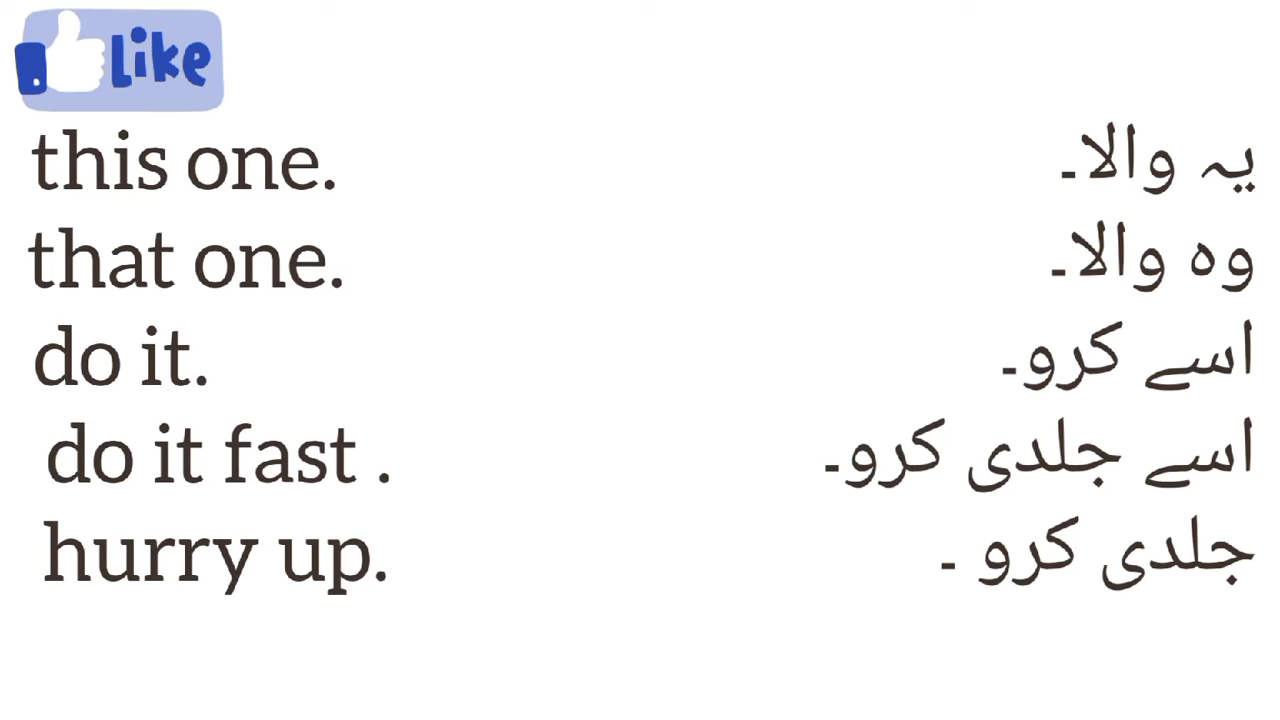 Like
this one. یہ والا۔
that one. وہ والا۔
do it. اسے کرو۔
do it fast . اسے جلدی کرو۔
hurry up. جلدی کرو ۔